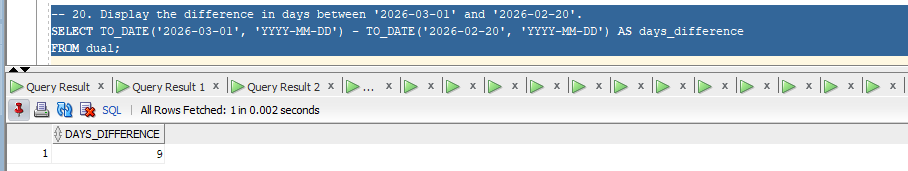 -- 20. Display the difference in days between '2026-03-01' and '2026-02-20'.
SELECT TO_DATE('2026-03-01', 'YYYY-MM-DD') - TO_DATE('2026-02-20', 'YYYY-MM-DD') AS days_difference
FROM dual;
Query Result x Query Result 1 x Query Result 2 x ... x x x x x x x x x x x x x
SQL | All Rows Fetched: 1 in 0.002 seconds
DAYS_DIFFERENCE
1 9